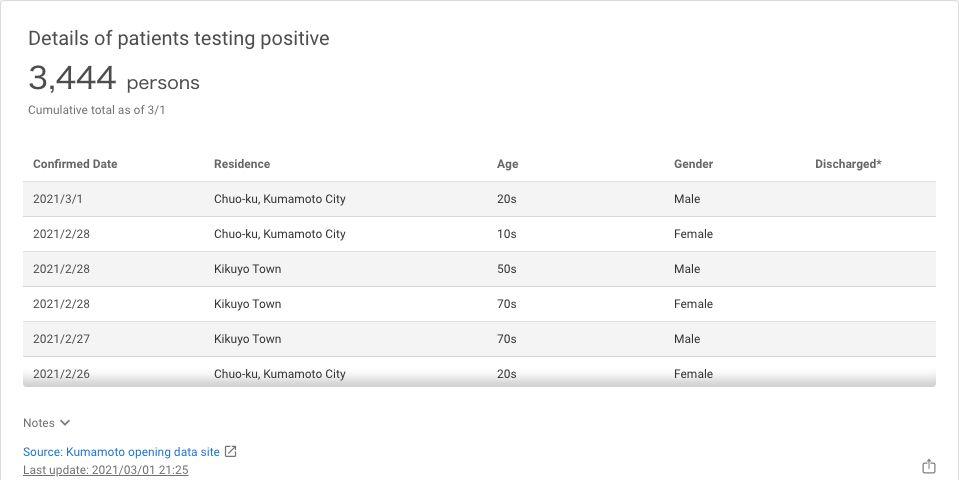 Details of patients testing positive
3,444 persons
Cumulative total as of 3/1
Confirmed Date Residence Age Gender Discharged*
2021/3/1 Chuo-ku, Kumamoto City 20s Male
2021/2/28 Chuo-ku, Kumamoto City 10s Female
2021/2/28 Kikuyo Town 50s Male
2021/2/28 Kikuyo Town 70s Female
2021/2/27 Kikuyo Town 70s Male
2021/2/26 Chuo-ku, Kumamoto City 20s Female
Notes
Source: Kumamoto opening data site
Last update: 2021/03/01 21:25